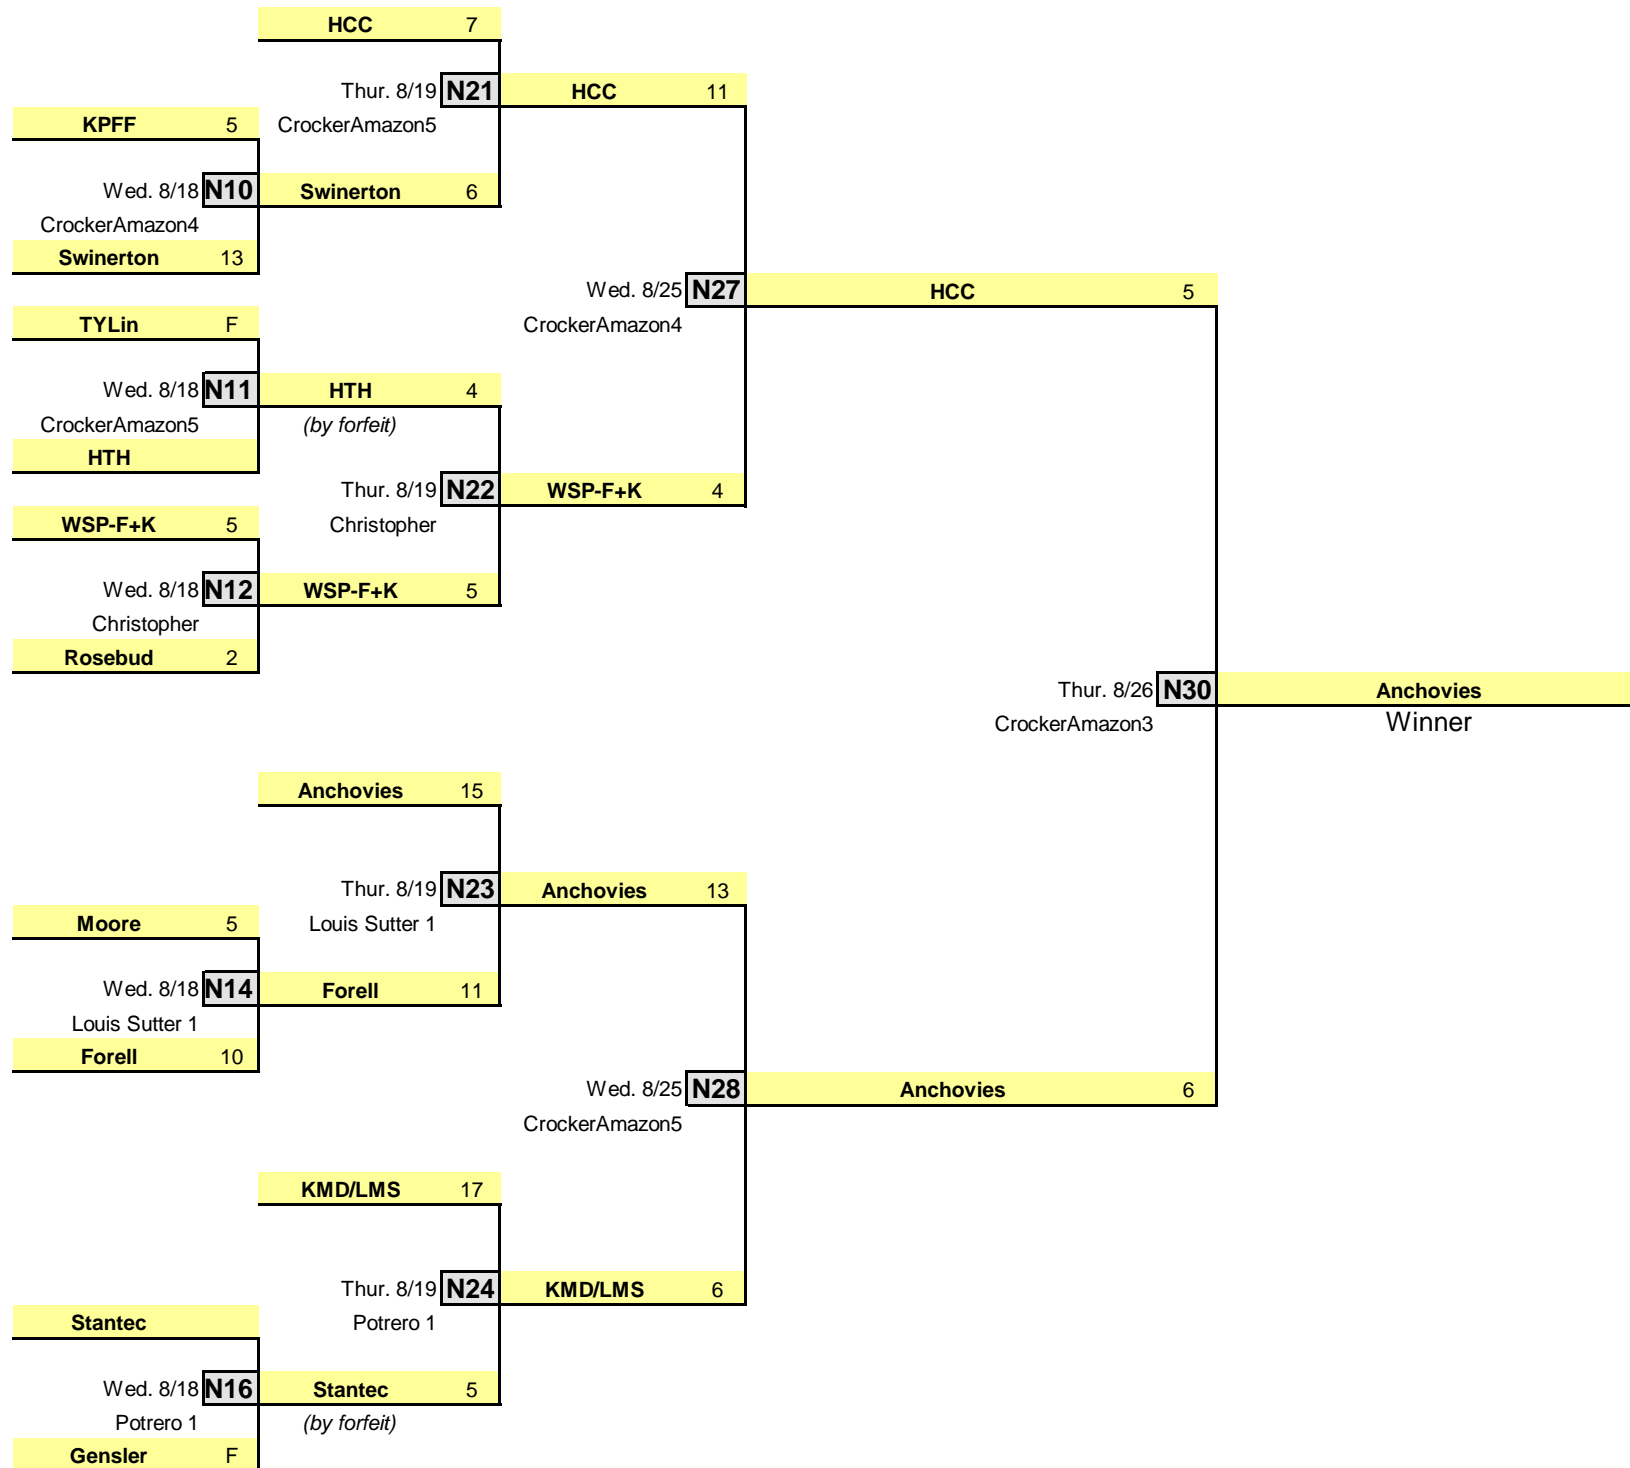 HCC 7
Thur. 8/19 N21 HCC 11
KPFF 5 CrockerAmazon5
Wed. 8/18 N10 Swinerton 6
CrockerAmazon4
Swinerton 13
Wed. 8/25 N27 HCC 5
TYLin F CrockerAmazon4
Wed. 8/18 N11 HTH 4
CrockerAmazon5 (by forfeit)
HTH
Thur. 8/19 N22 WSP-F+K 4
WSP-F+K 5 Christopher
Wed. 8/18 N12 WSP-F+K 5
Christopher
Rosebud 2
Thur. 8/26 N30 Anchovies
CrockerAmazon3 Winner
Anchovies 15
Thur. 8/19 N23 Anchovies 13
Moore 5 Louis Sutter 1
Wed. 8/18 N14 Forell 11
Louis Sutter 1
Forell 10
Wed. 8/25 N28 Anchovies 6
CrockerAmazon5
KMD/LMS 17
Thur. 8/19 N24 KMD/LMS 6
Stantec Potrero 1
Wed. 8/18 N16 Stantec 5
Potrero 1 (by forfeit)
Gensler F